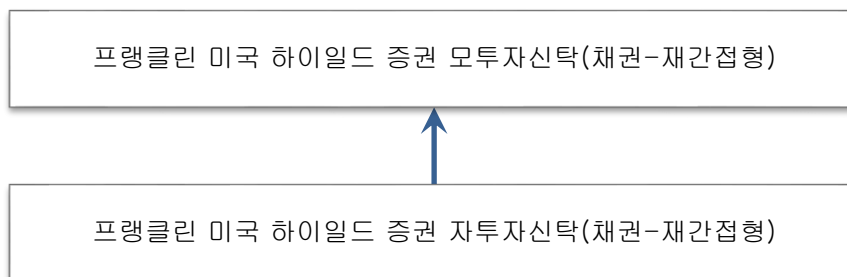 프랭클린 미국 하이일드 증권 모투자신탁(채권-재간접형)
프랭클린 미국 하이일드 증권 자투자신탁(채권-재간접형)